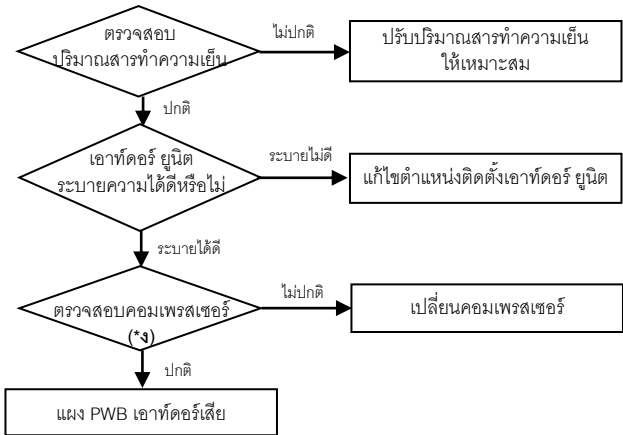 ตรวจสอบ
ปริมาณสารทำความเย็น
ไม่ปกติ
ปรับปริมาณสารทำความเย็น
ให้เหมาะสม
ปกติ
เอาท์ดอร์ ยูนิต
ระบายความได้ดีหรือไม่
ระบายไม่ดี
แก้ไขตำแหน่งติดตั้งเอาท์ดอร์ ยูนิต
ระบายได้ดี
ตรวจสอบคอมเพรสเซอร์
(*ง)
ไม่ปกติ
เปลี่ยนคอมเพรสเซอร์
ปกติ
แผง PWB เอาท์ดอร์เสีย